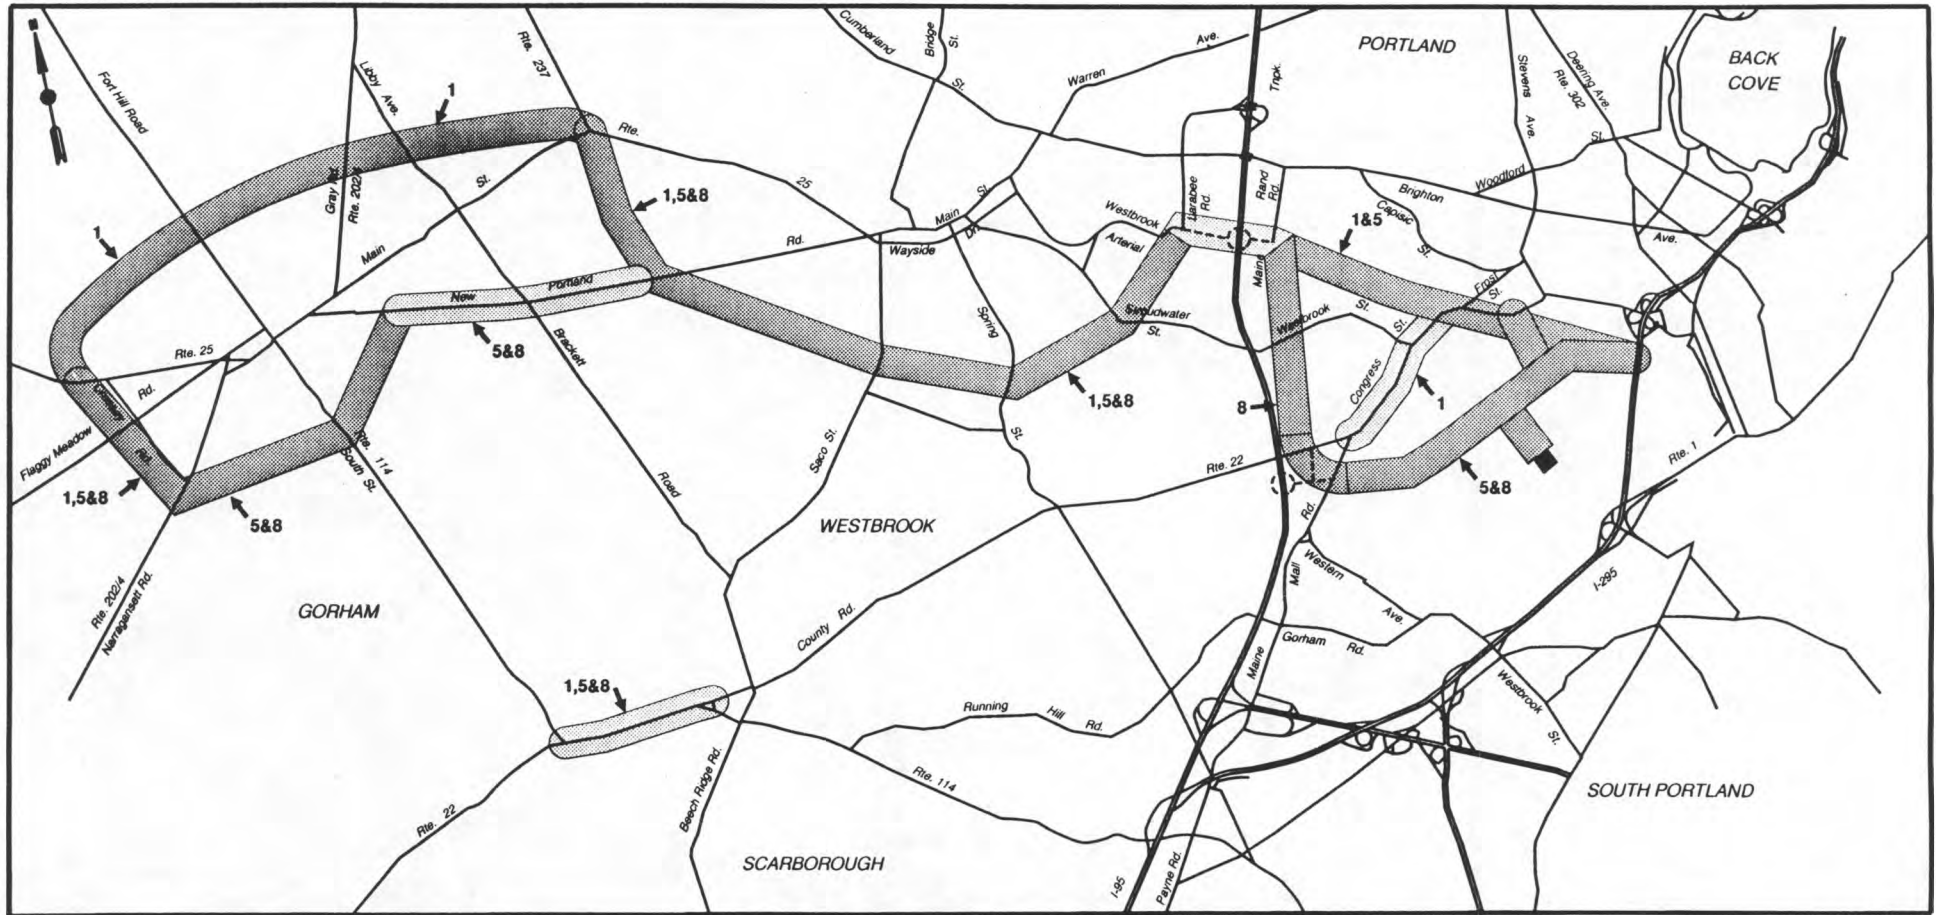 Fort Hill Road
Libby Ave.
Rte. 237
Cumberland
St.
Bridge
St.
Warren
Ave.
Tnpk.
PORTLAND
Stevens
Ave.
Deering Ave.
Rte. 302
BACK
COVE
1
Gray Rd.
Rte. 202/4
Main
St.
Rte.
25
1,5&8
Main
St.
Wayside
Dr.
Westbrook
Arterial
Larabee
Rd.
Rand
Rd.
1&5
Capisic
St.
Brighton
Ave.
Woodford
St.
Frost
St.
1
New
Portland
Rd.
5&8
Brackett
Road
Spring
St.
Stroudwater
St.
Maine
Westbrook
St.
Congress
St.
1
Rte. 25
Flaggy Meadow
Rd.
Rd.
1,5&8
5&8
Rte. 114
South St.
Saco St.
1,5&8
8
Rte. 22
5&8
Rte. 1
WESTBROOK
GORHAM
Rte. 202/4
Narragansett Rd.
County
Rd.
Mall
Rd.
Maine
Western
Ave.
Gorham
Rd.
I-295
Westbrook
St.
1,5&8
Running
Hill
Rd.
Rte. 22
Beech Ridge Rd.
Rte. 114
SCARBOROUGH
SOUTH PORTLAND
I-95
Payne Rd.